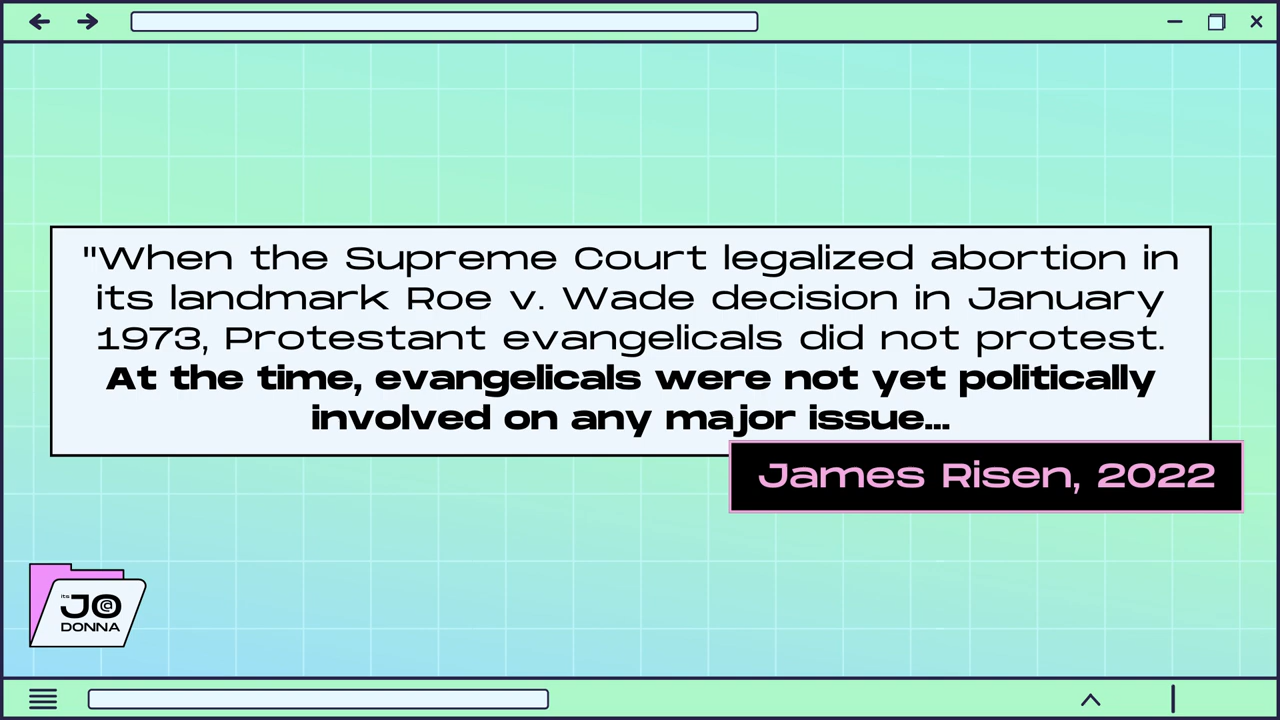 "When the Supreme Court legalized abortion in
its landmark Roe v. Wade decision in January
1973, Protestant evangelicals did not protest.
At the time, evangelicals were not yet politically
involved on any major issue...
James Risen, 2022
its JO@
DONNA